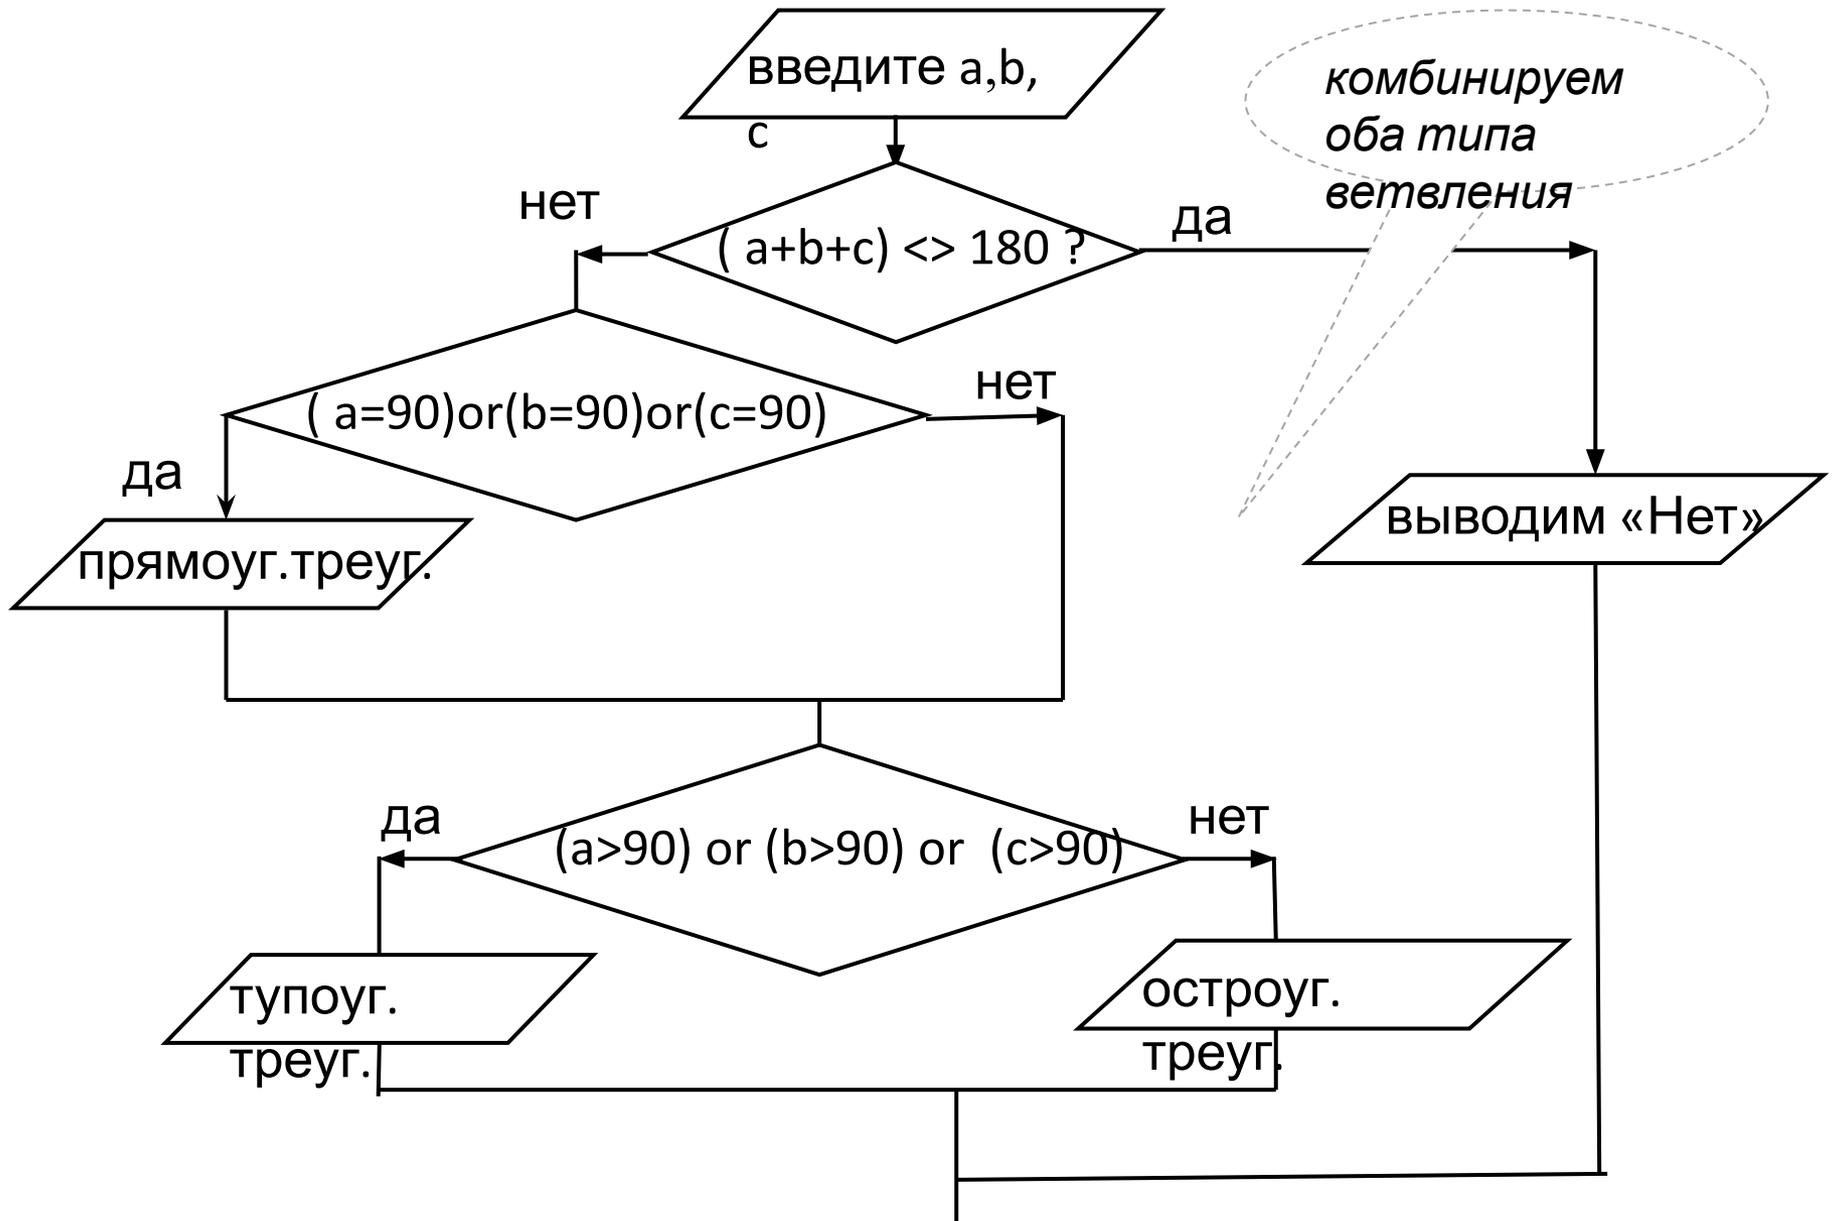 введите a,b,
c
комбинируем
оба типа
ветвления
нет
да
( a+b+c) <> 180 ?
нет
( a=90)or(b=90)or(c=90)
да
выводим «Нет»
прямоуг.треуг.
да
нет
(a>90) or (b>90) or (c>90)
тупоуг.
треуг.
остроуг.
треуг.